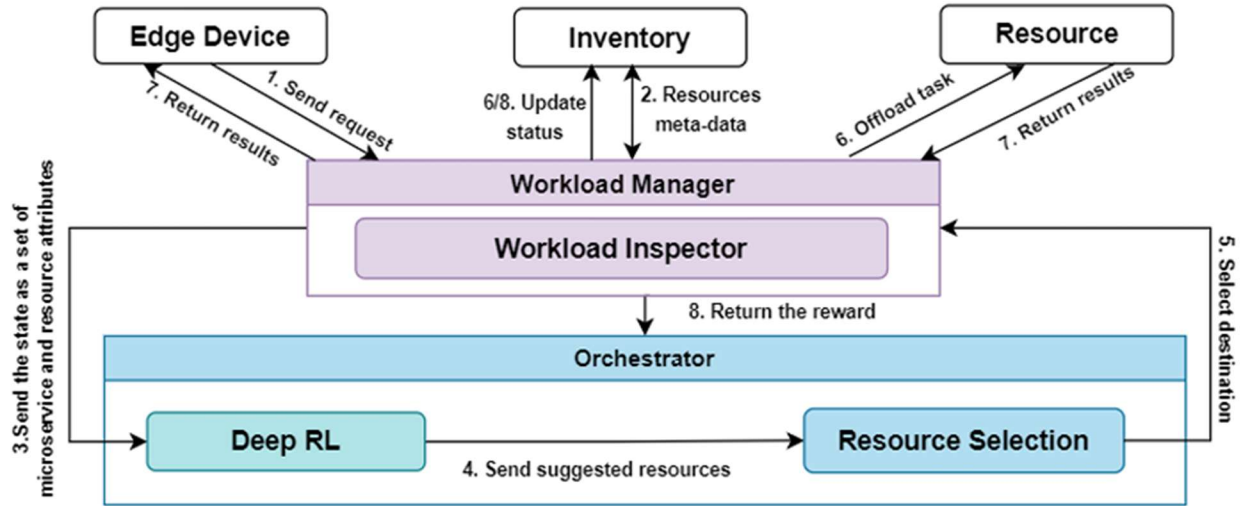 Edge Device
Inventory
Resource
1. Send request
7. Return results
6/8. Update
status
2. Resources
meta-data
6. Offload task
7. Return results
Workload Manager
Workload Inspector
3.Send the state as a set of
microservice and resource attributes
5. Select destination
8. Return the reward
Orchestrator
Deep RL
4. Send suggested resources
Resource Selection